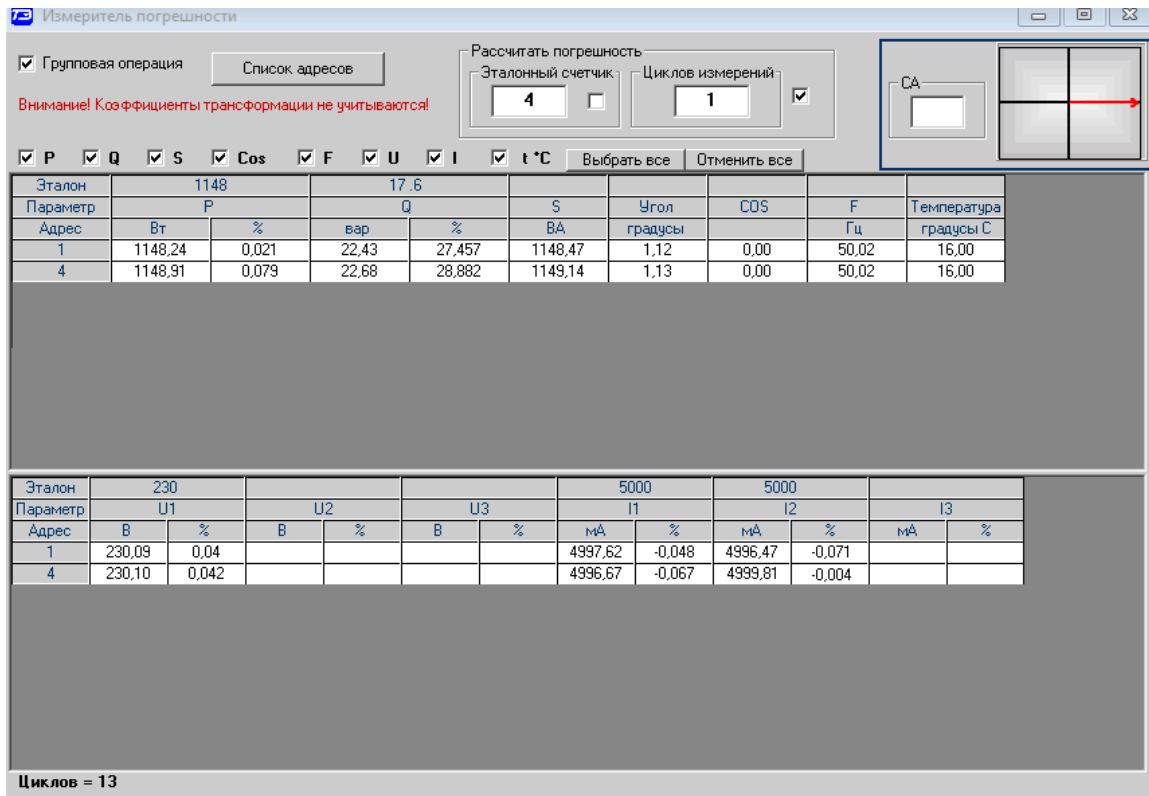 ТЭ Измеритель погрешности
Групповая операция
Список адресов
Внимание! Коэффициенты трансформации не учитываются!
Рассчитать погрешность
Эталонный счетчик
4
Циклов измерений
1
СА
P Q S Cos F U I t °C Выбрать все Отменить все
Эталон 1148 17.6
Параметр P Q S Угол COS F Температура
Адрес Вт % вар % ВА градусы Гц градусы С
1 1148,24 0,021 22,43 27,457 1148,47 1,12 0,00 50,02 16,00
4 1148,91 0,079 22,68 28,882 1149,14 1,13 0,00 50,02 16,00
Эталон 230 5000 5000
Параметр U1 U2 U3 I1 I2 I3
Адрес В % В % В % мА % мА % мА %
1 230,09 0,04 4997,62 -0,048 4996,47 -0,071
4 230,10 0,042 4996,67 -0,067 4999,81 -0,004
Циклов = 13